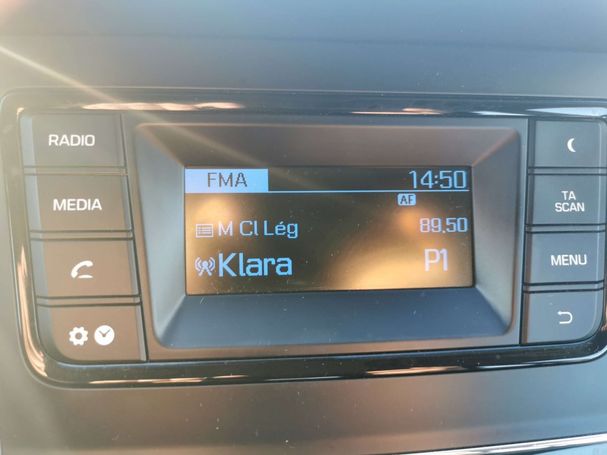 RADIO
MEDIA
FMA 14:50
AF
M Cl Lég 89.50
Klara P1
TA
SCAN
MENU